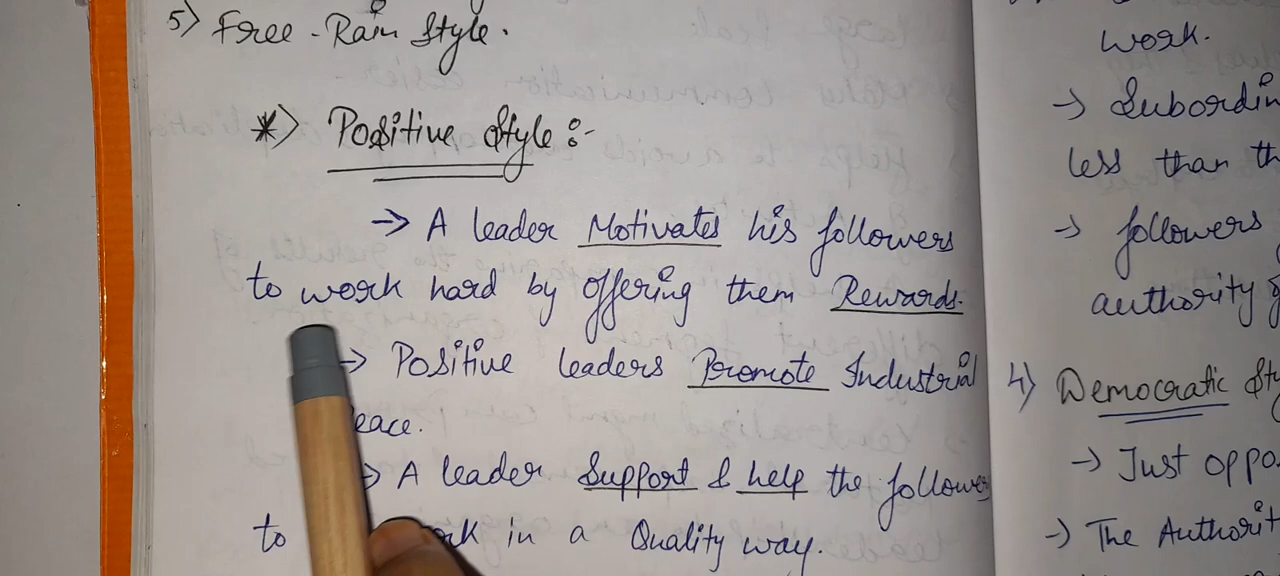 5) Free - Rain Style.
*) Positive Style :-
→ A leader Motivates his followers
to work hard by offering them Rewards.
→ Positive leaders Promote Industrial
eace.
→ A leader Support & help the follower
to in a Quality way.
work.
→ Subordin
less than th
→ followers
authority of
4) Democratic Sty
→ Just oppo
→ The Authorit